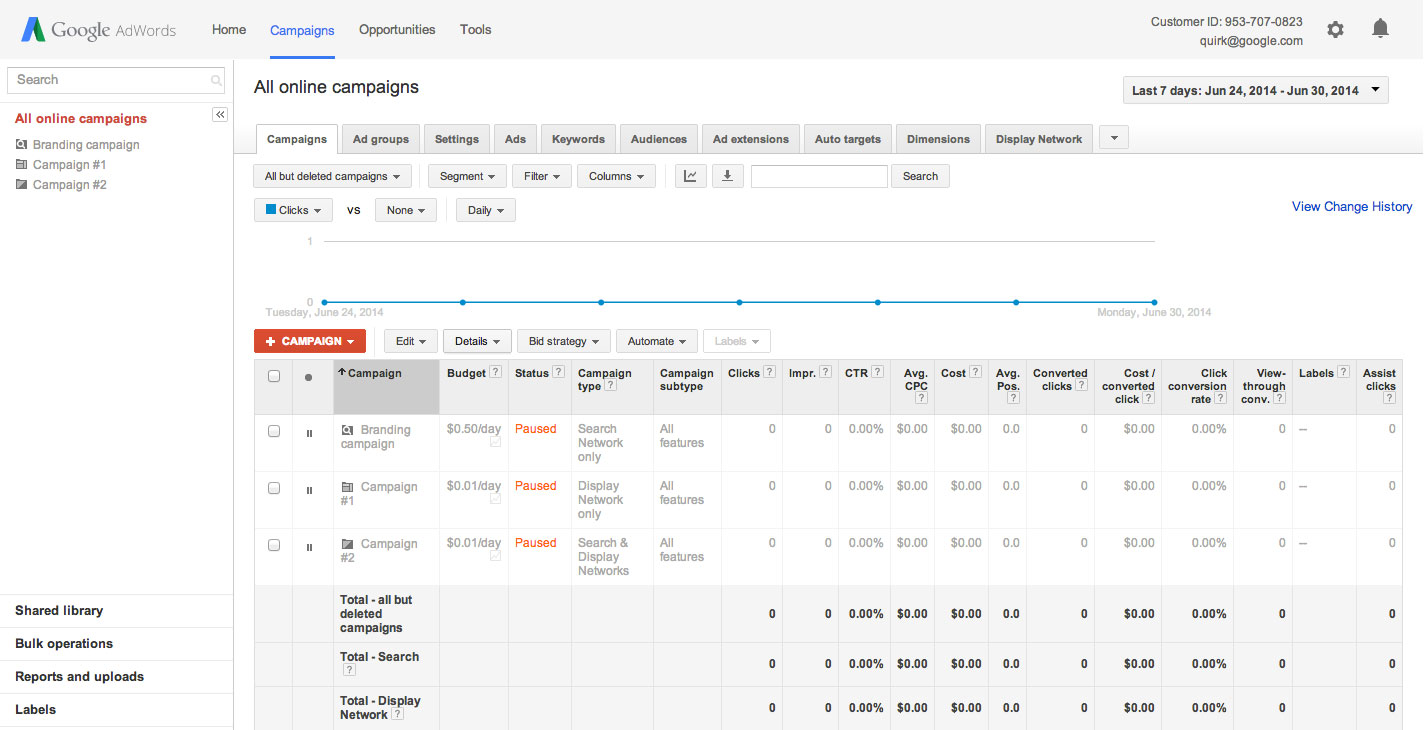 Google AdWords
Home Campaigns Opportunities Tools
Customer ID: 953-707-0823
quirk@google.com
Search
All online campaigns
Branding campaign
Campaign #1
Campaign #2
Shared library
Bulk operations
Reports and uploads
Labels
All online campaigns
Last 7 days: Jun 24, 2014 - Jun 30, 2014
Campaigns Ad groups Settings Ads Keywords Audiences Ad extensions Auto targets Dimensions Display Network
All but deleted campaigns Segment Filter Columns Search
Clicks VS None Daily
View Change History
1
0
Tuesday, June 24, 2014 Monday, June 30, 2014
+ CAMPAIGN Edit Details Bid strategy Automate Labels
Campaign Budget ? Status ? Campaign type ? Campaign subtype Clicks ? Impr. ? CTR ? Avg. CPC ? Cost ? Avg. Pos. ? Converted clicks ? Cost / converted click ? Click conversion rate ? View-through conv. ? Labels ? Assist clicks ?
Branding campaign $0.50/day Paused Search Network only All features 0 0 0.00% $0.00 $0.00 0.0 0 $0.00 0.00% 0 -- 0
Campaign #1 $0.01/day Paused Display Network only All features 0 0 0.00% $0.00 $0.00 0.0 0 $0.00 0.00% 0 -- 0
Campaign #2 $0.01/day Paused Search & Display Networks All features 0 0 0.00% $0.00 $0.00 0.0 0 $0.00 0.00% 0 -- 0
Total - all but deleted campaigns 0 0 0.00% $0.00 $0.00 0.0 0 $0.00 0.00% 0 0
Total - Search ? 0 0 0.00% $0.00 $0.00 0.0 0 $0.00 0.00% 0 0
Total - Display Network ? 0 0 0.00% $0.00 $0.00 0.0 0 $0.00 0.00% 0 0